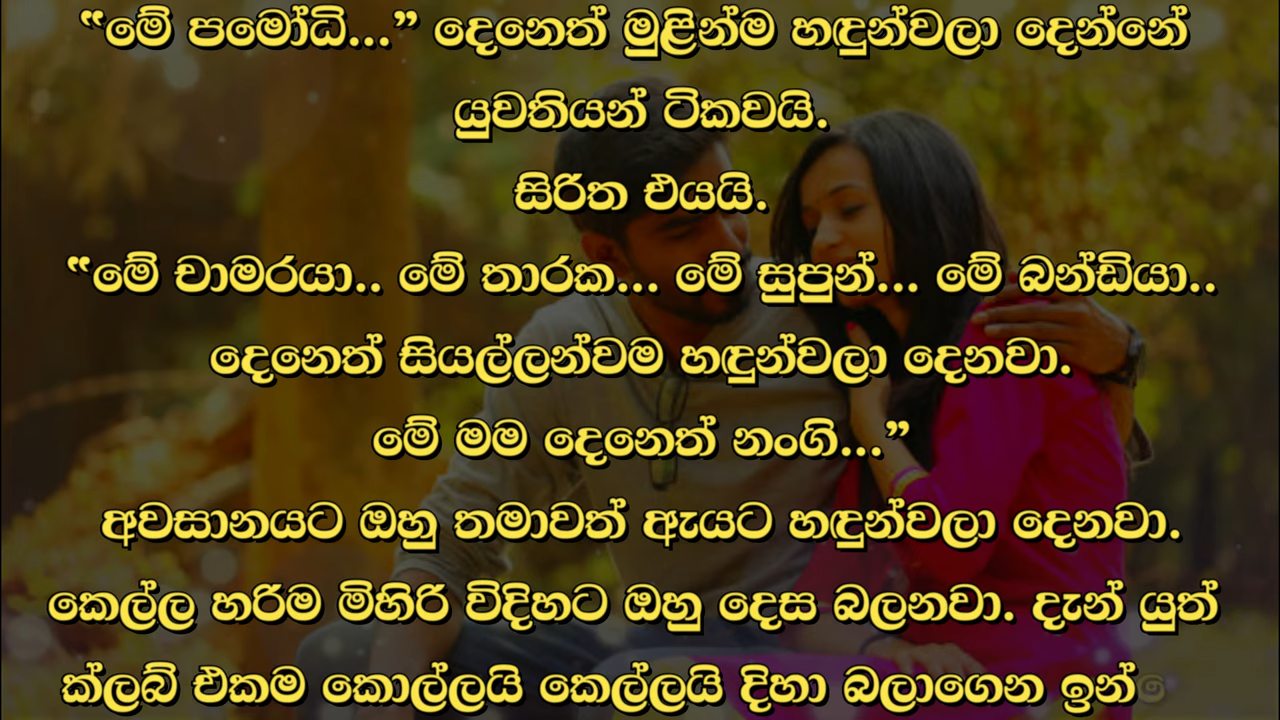 “මේ පමෝධි...” දෙනෙත් මුළින්ම හඳුන්වලා දෙන්නේ
යුවතියන් ටිකවයි.
සිරිත එයයි.
“මේ චාමරයා.. මේ තාරක... මේ සුපුන්... මේ බන්ඩියා..
දෙනෙත් සියල්ලන්වම හඳුන්වලා දෙනවා.
මේ මම දෙනෙත් නංගි...”
අවසානයට ඔහු තමාවත් ඇයට හඳුන්වලා දෙනවා.
කෙල්ල හරිම මිහිරි විදිහට ඔහු දෙස බලනවා. දැන් යුත්
ක්ලබ් එකම කොල්ලයි කෙල්ලයි දිහා බලාගෙන ඉන්